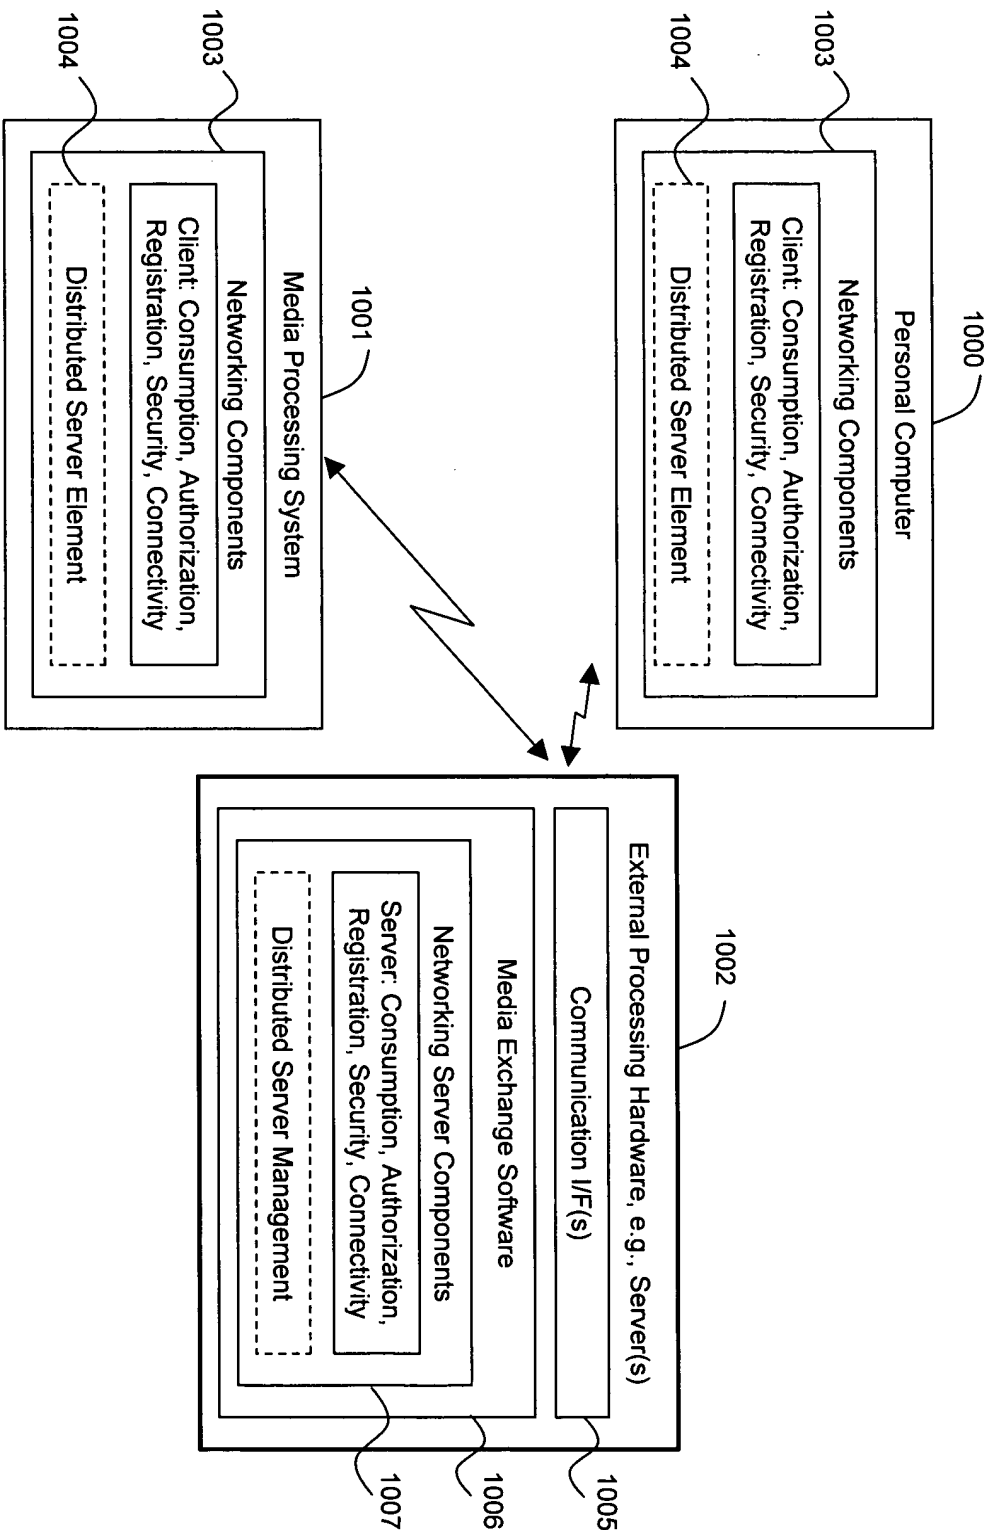 1000
Personal Computer
1003
Networking Components
Client: Consumption, Authorization,
Registration, Security, Connectivity
1004
Distributed Server Element
1001
Media Processing System
1003
Networking Components
Client: Consumption, Authorization,
Registration, Security, Connectivity
1004
Distributed Server Element
1002
External Processing Hardware, e.g., Server(s)
Communication I/F(s)
1005
Media Exchange Software
1006
Networking Server Components
Server: Consumption, Authorization,
Registration, Security, Connectivity
1007
Distributed Server Management